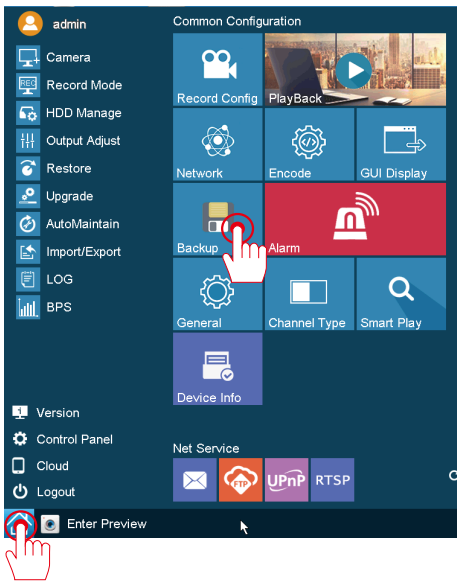 admin
Camera
REC
Record Mode
HDD Manage
Output Adjust
Restore
Upgrade
AutoMaintain
Import/Export
LOG
BPS
1
Version
Control Panel
Cloud
Logout
Enter Preview
Common Configuration
Record Config
PlayBack
Network
Encode
GUI Display
Backup
Alarm
General
Channel Type
Smart Play
Device Info
Net Service
FTP
UPnP
RTSP